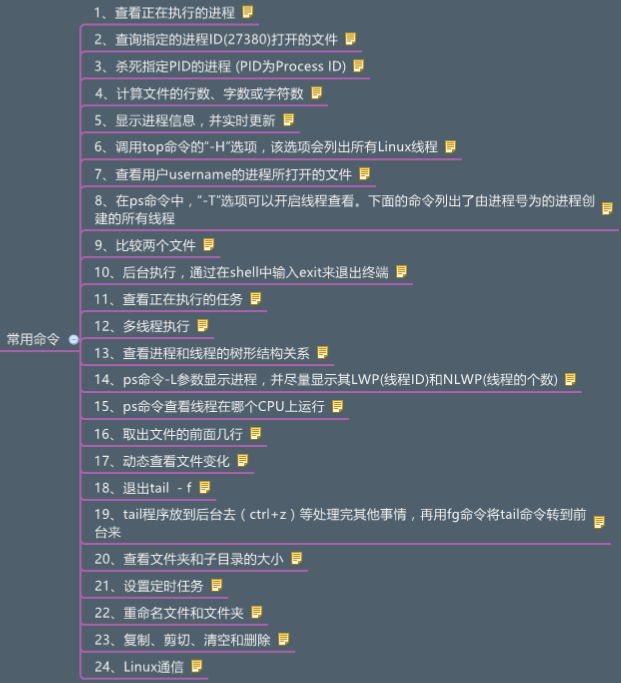 1、查看正在执行的进程
2、查询指定的进程ID(27380)打开的文件
3、杀死指定PID的进程 (PID为Process ID)
4、计算文件的行数、字数或字符数
5、显示进程信息，并实时更新
6、调用top命令的“-H”选项，该选项会列出所有Linux线程
7、查看用户username的进程所打开的文件
8、在ps命令中，“-T”选项可以开启线程查看。下面的命令列出了由进程号为的进程创
建的所有线程
9、比较两个文件
10、后台执行，通过在shell中输入exit来退出终端
11、查看正在执行的任务
常用命令
12、多线程执行
13、查看进程和线程的树形结构关系
14、ps命令-L参数显示进程，并尽量显示其LWP(线程ID)和NLWP(线程的个数)
15、ps命令查看线程在哪个CPU上运行
16、取出文件的前面几行
17、动态查看文件变化
18、退出tail －f
19、tail程序放到后台去（ctrl+z）等处理完其他事情，再用fg命令将tail命令转到前
台来
20、查看文件夹和子目录的大小
21、设置定时任务
22、重命名文件和文件夹
23、复制、剪切、清空和删除
24、Linux通信